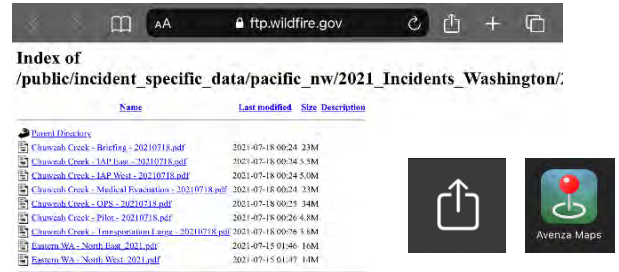 AA ftp.wildfire.gov
Index of
/public/incident_specific_data/pacific_nw/2021_Incidents_Washington/
Name Last modified Size Description
Parent Directory
Chuweah Creek - Briefing - 20210718.pdf 2021-07-18 00:24 23M
Chuweah Creek - IAP East - 20210718.pdf 2021-07-18 00:24 5.5M
Chuweah Creek - IAP West - 20210718.pdf 2021-07-18 00:24 5.0M
Chuweah Creek - Medical Evacuation - 20210718.pdf 2021-07-18 00:24 23M
Chuweah Creek - OPS - 20210718.pdf 2021-07-18 00:25 34M
Chuweah Creek - Pilot - 20210718.pdf 2021-07-18 00:26 4.8M
Chuweah Creek - Transportation Large - 20210718.pdf 2021-07-18 00:26 3.8M
Eastern WA - North East_2021.pdf 2021-07-15 01:46 16M
Eastern WA - North West_2021.pdf 2021-07-15 01:47 14M
Avenza Maps